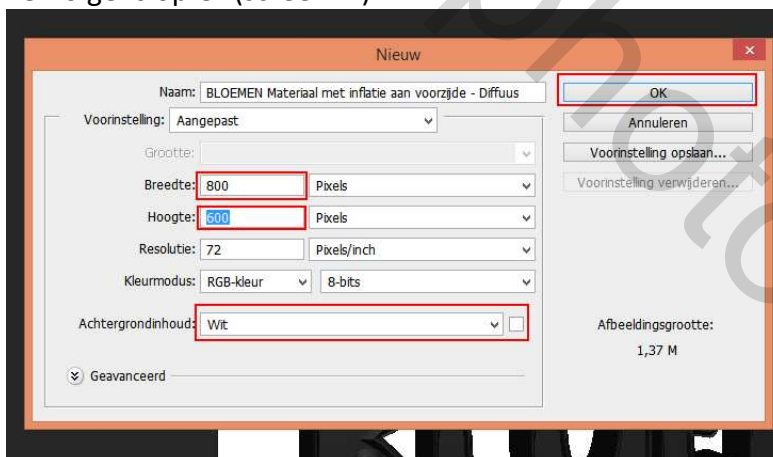 Nieuw
Naam: BLOEMEN Materiaal met inflatie aan voorzijde - Diffuus
OK
Voorinstelling: Aangepast
Annuleren
Grootte:
Voorinstelling opslaan...
Breedte: 800 Pixels
Voorinstelling verwijderen...
Hoogte: 600 Pixels
Resolutie: 72 Pixels/inch
Kleurmodus: RGB-kleur 8-bits
Achtergrondinhoud: Wit
Afbeeldingsgrootte:
1,37 M
Geavanceerd